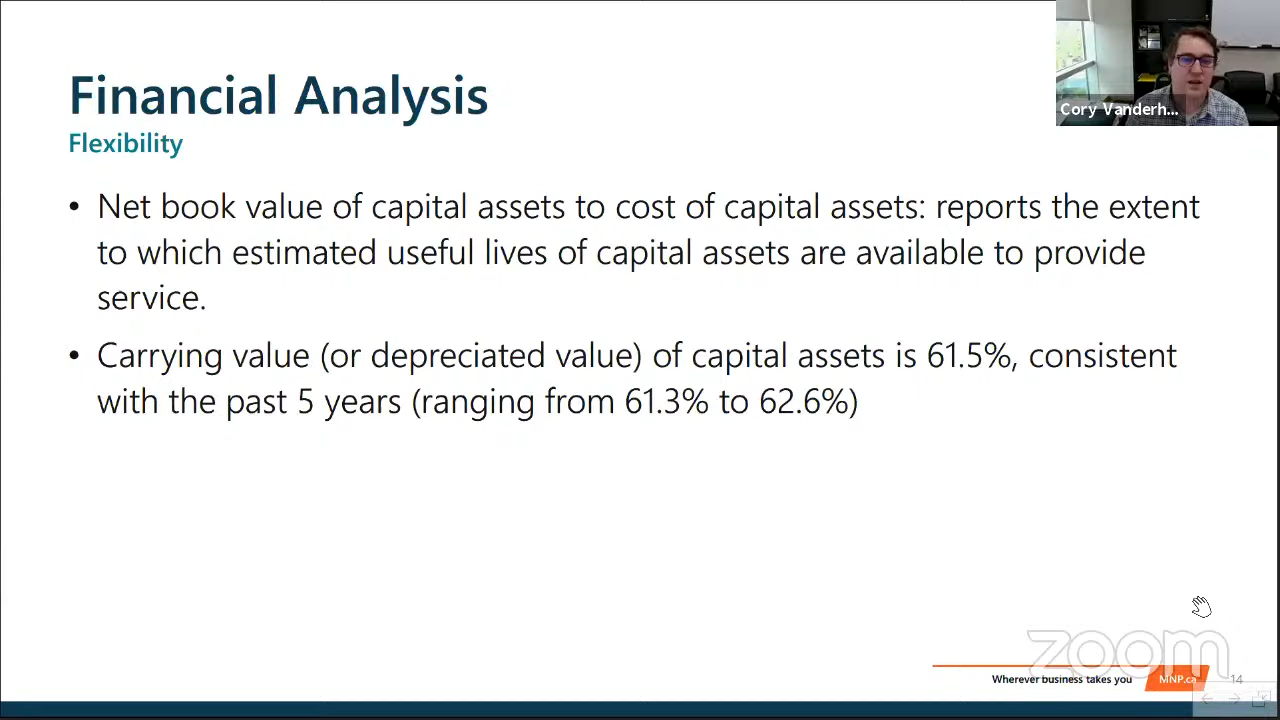 Financial Analysis
Flexibility
Cory Vanderh...
• Net book value of capital assets to cost of capital assets: reports the extent
to which estimated useful lives of capital assets are available to provide
service.
• Carrying value (or depreciated value) of capital assets is 61.5%, consistent
with the past 5 years (ranging from 61.3% to 62.6%)
zoom
Wherever business takes you
MNP.ca
14